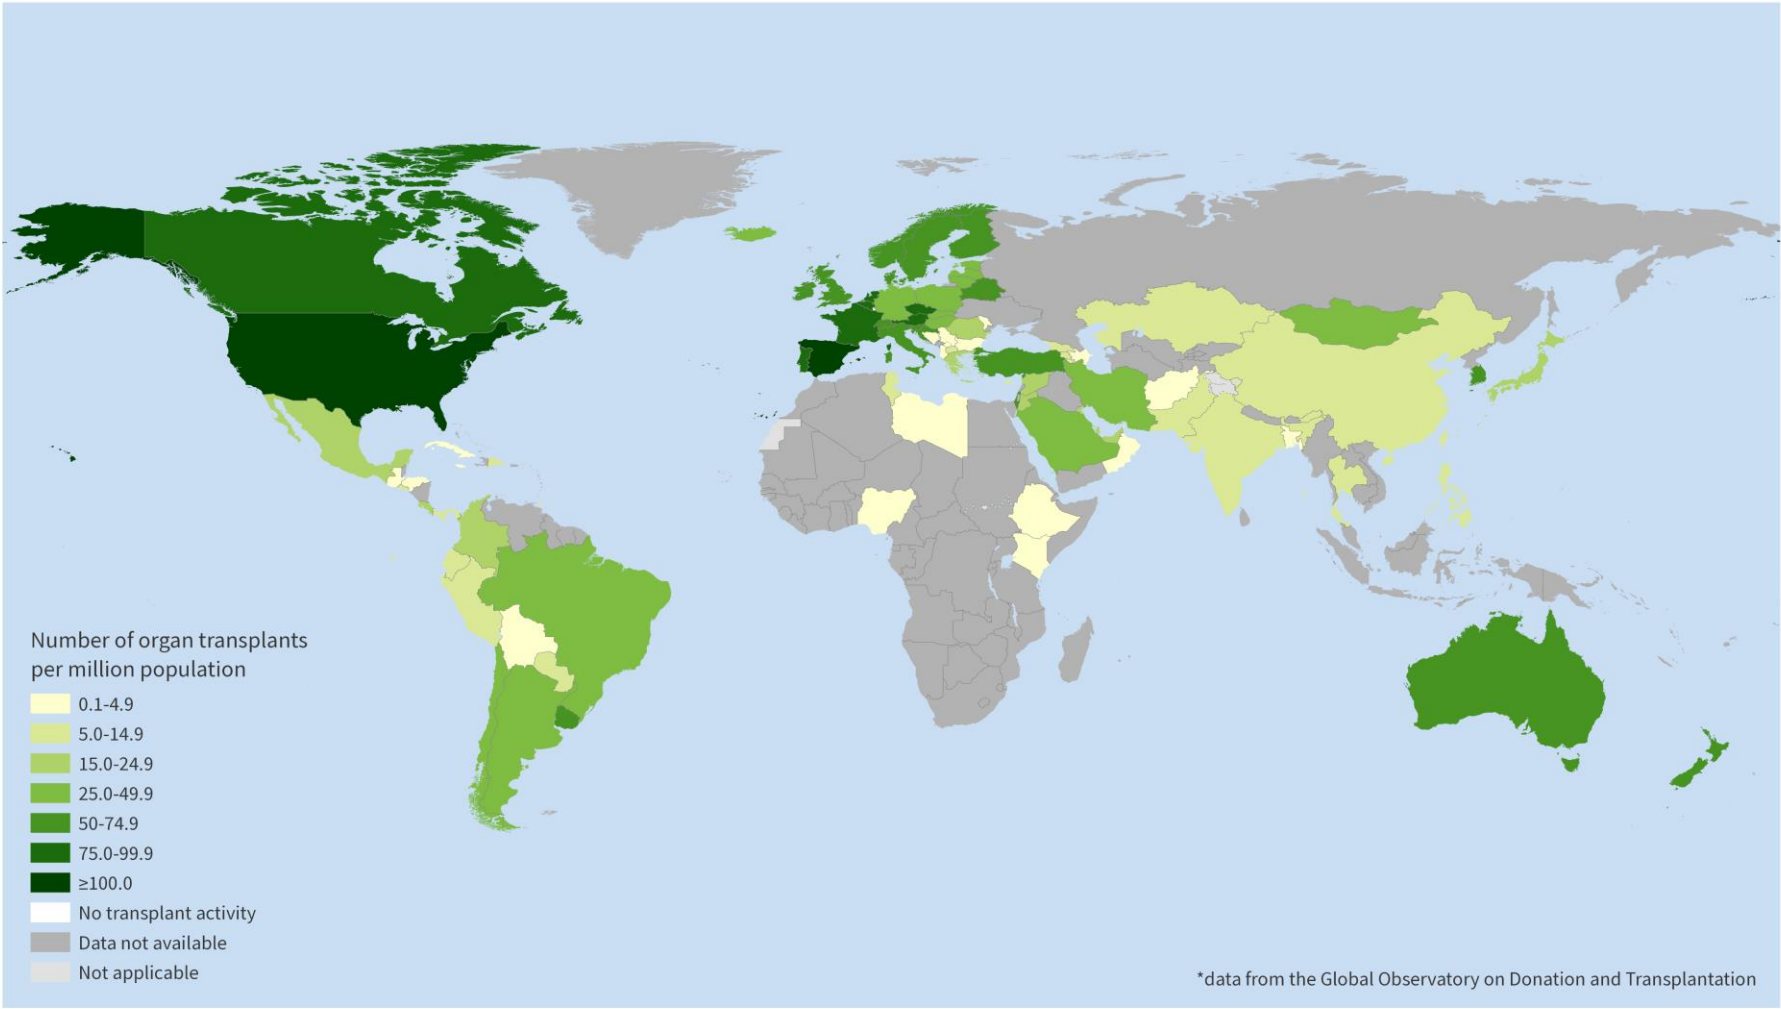 Number of organ transplants
per million population
0.1-4.9
5.0-14.9
15.0-24.9
25.0-49.9
50-74.9
75.0-99.9
≥100.0
No transplant activity
Data not available
Not applicable
*data from the Global Observatory on Donation and Transplantation